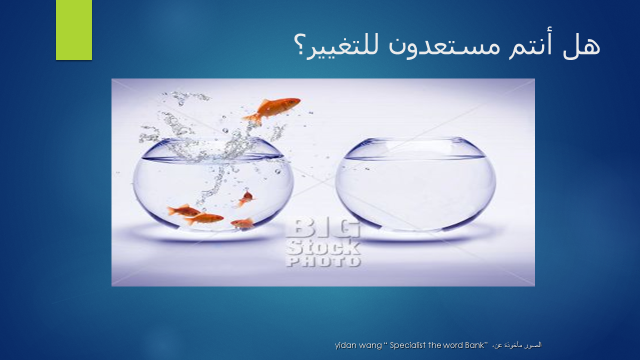 هل أنتم مستعدون للتغيير؟
BIG
Stock
PHOTO
الصور مأخوذة عن، yidan wang “ Specialist the word Bank”